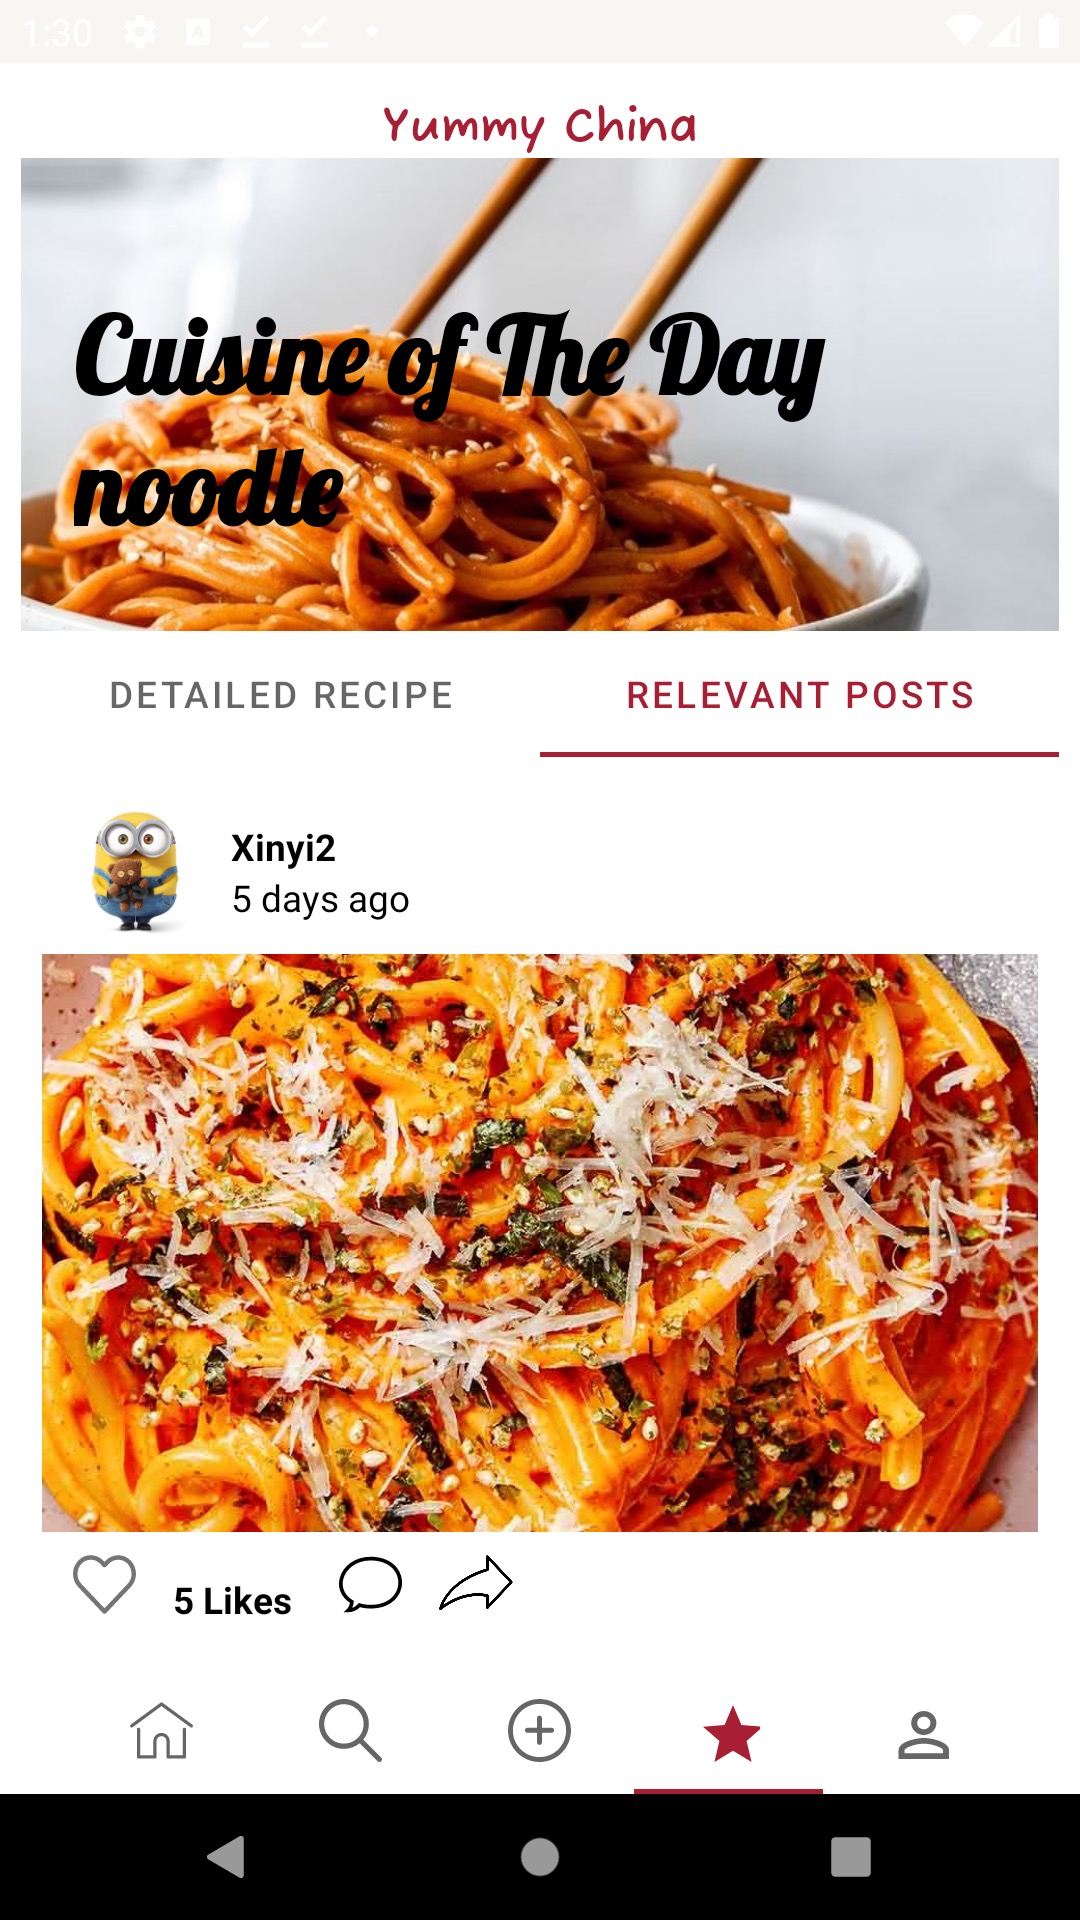 1:30
Yummy China
Cuisine of The Day
noodle
DETAILED RECIPE
RELEVANT POSTS
Xinyi2
5 days ago
5 Likes